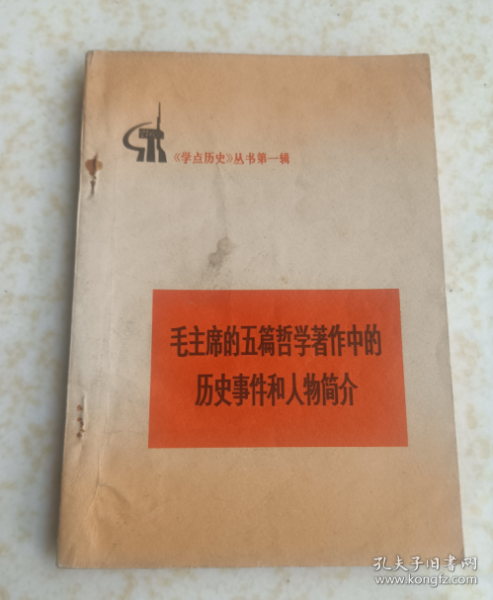 《学点历史》丛书第一辑
毛主席的五篇哲学著作中的
历史事件和人物简介
孔夫子旧书网
www.kongfz.com